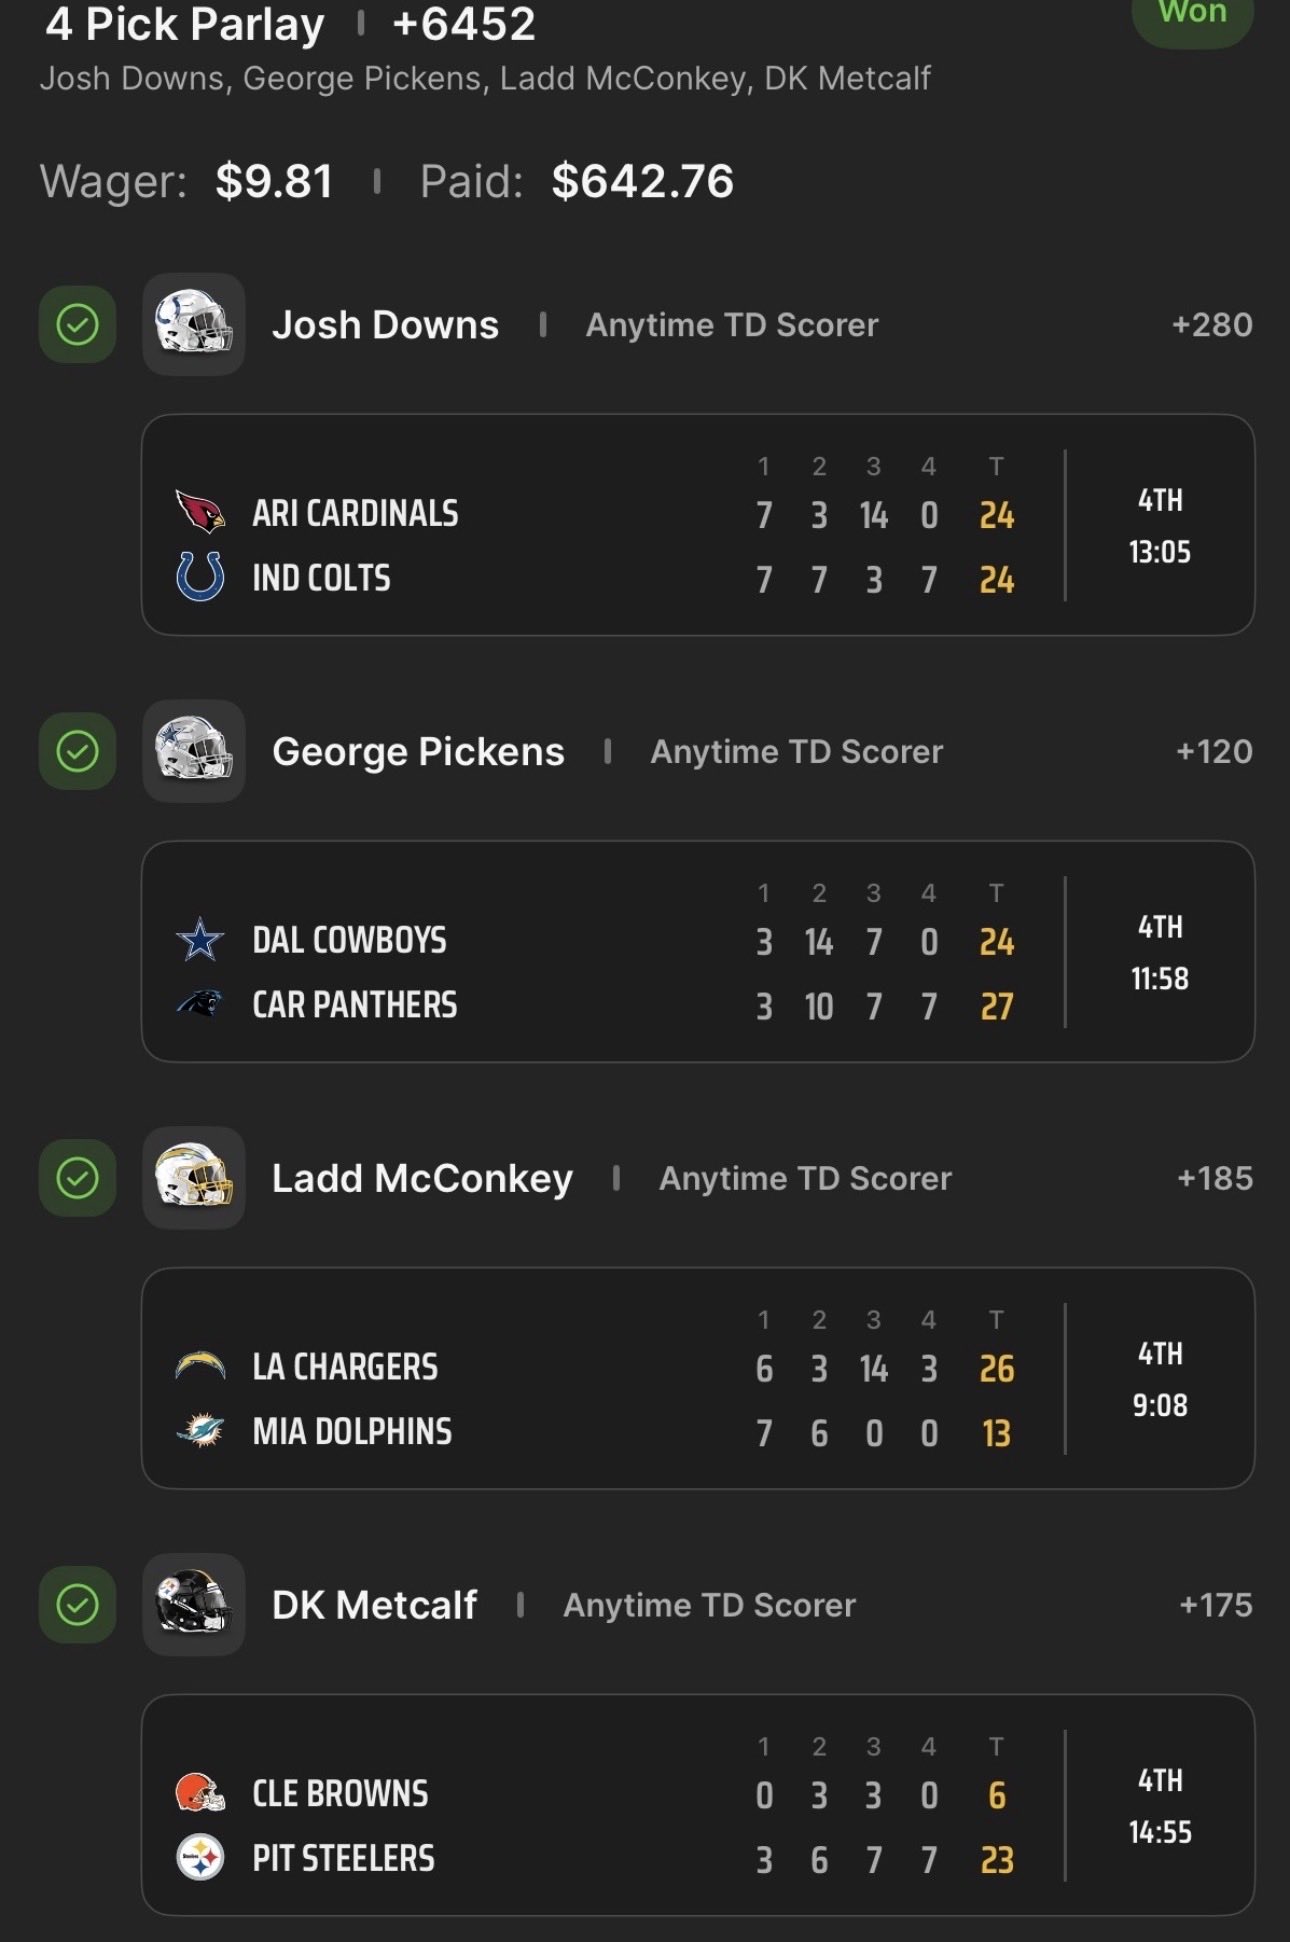 4 Pick Parlay | +6452
Won
Josh Downs, George Pickens, Ladd McConkey, DK Metcalf
Wager: $9.81 | Paid: $642.76
Josh Downs | Anytime TD Scorer +280
1 2 3 4 T
ARI CARDINALS 7 3 14 0 24
IND COLTS 7 7 3 7 24
4TH
13:05
George Pickens | Anytime TD Scorer +120
1 2 3 4 T
DAL COWBOYS 3 14 7 0 24
CAR PANTHERS 3 10 7 7 27
4TH
11:58
Ladd McConkey | Anytime TD Scorer +185
1 2 3 4 T
LA CHARGERS 6 3 14 3 26
MIA DOLPHINS 7 6 0 0 13
4TH
9:08
DK Metcalf | Anytime TD Scorer +175
1 2 3 4 T
CLE BROWNS 0 3 3 0 6
PIT STEELERS 3 6 7 7 23
4TH
14:55